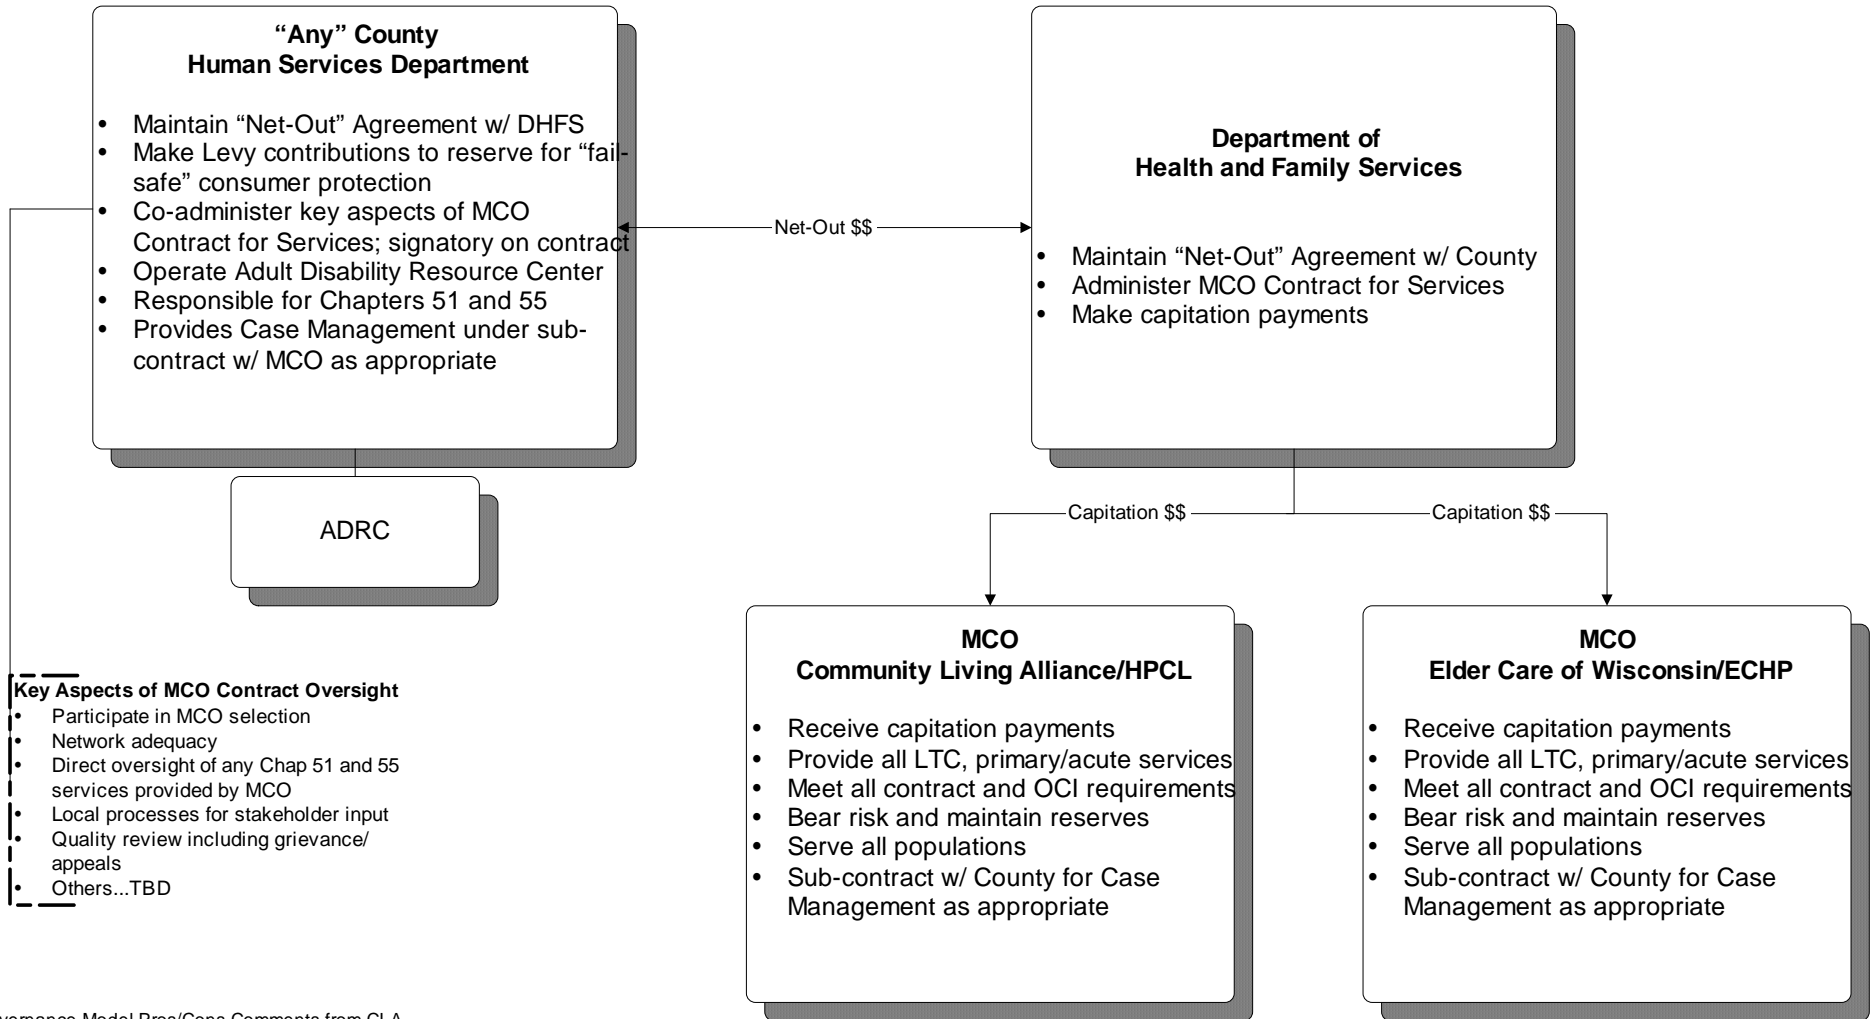 “Any” County
Human Services Department
• Maintain “Net-Out” Agreement w/ DHFS
• Make Levy contributions to reserve for “fail-
safe” consumer protection
• Co-administer key aspects of MCO
Contract for Services; signatory on contract
• Operate Adult Disability Resource Center
• Responsible for Chapters 51 and 55
• Provides Case Management under sub-
contract w/ MCO as appropriate
Net-Out $$
Department of
Health and Family Services
• Maintain “Net-Out” Agreement w/ County
• Administer MCO Contract for Services
• Make capitation payments
ADRC
Capitation $$
Capitation $$
Key Aspects of MCO Contract Oversight
• Participate in MCO selection
• Network adequacy
• Direct oversight of any Chap 51 and 55
services provided by MCO
• Local processes for stakeholder input
• Quality review including grievance/
appeals
• Others...TBD
MCO
Community Living Alliance/HPCL
• Receive capitation payments
• Provide all LTC, primary/acute services
• Meet all contract and OCI requirements
• Bear risk and maintain reserves
• Serve all populations
• Sub-contract w/ County for Case
Management as appropriate
MCO
Elder Care of Wisconsin/ECHP
• Receive capitation payments
• Provide all LTC, primary/acute services
• Meet all contract and OCI requirements
• Bear risk and maintain reserves
• Serve all populations
• Sub-contract w/ County for Case
Management as appropriate
vernance Model Pros/Cons Comments from CLA